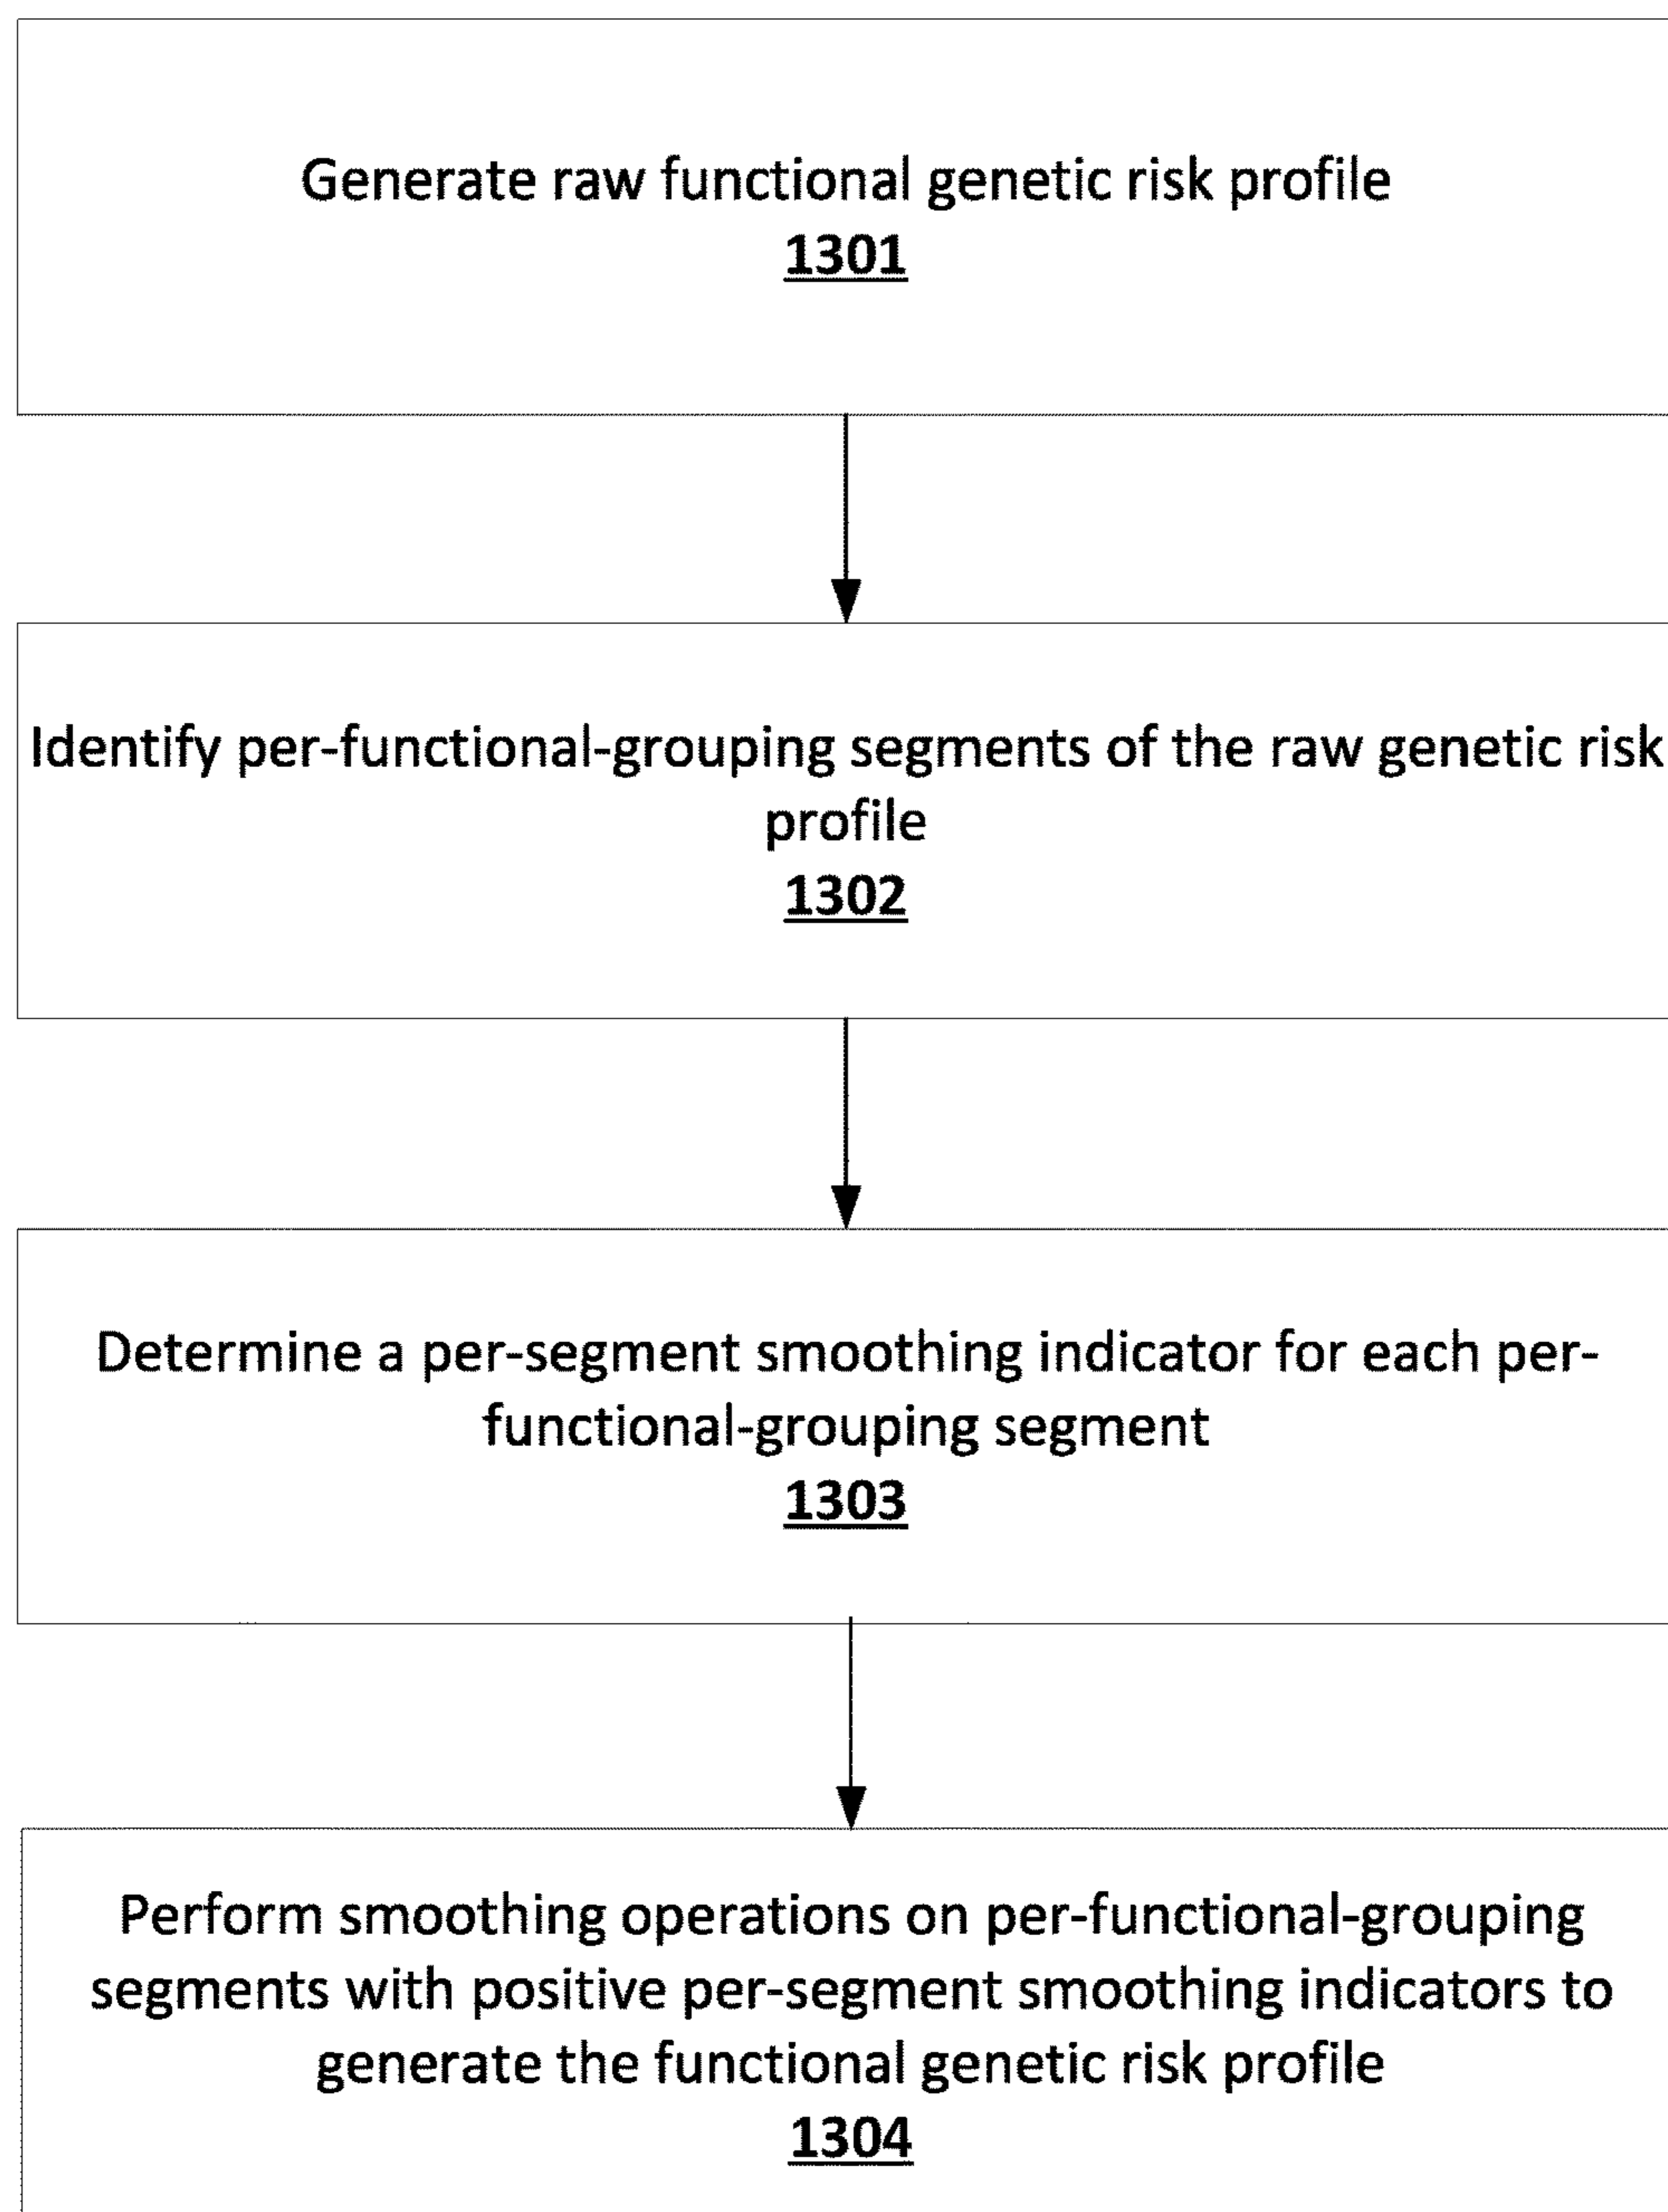 Generate raw functional genetic risk profile
1301
Identify per-functional-grouping segments of the raw genetic risk
profile
1302
Determine a per-segment smoothing indicator for each per-
functional-grouping segment
1303
Perform smoothing operations on per-functional-grouping
segments with positive per-segment smoothing indicators to
generate the functional genetic risk profile
1304